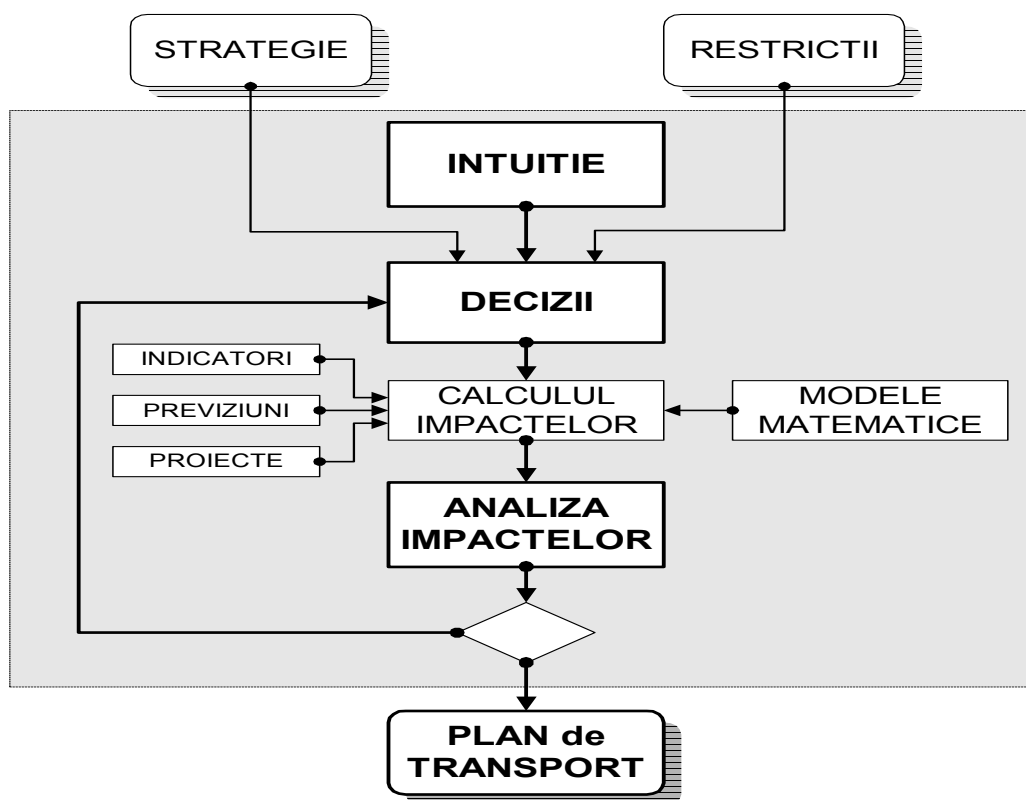 STRATEGIE
RESTRICTII
INTUITIE
DECIZII
INDICATORI
PREVIZIUNI
PROIECTE
CALCULUL
IMPACTELOR
MODELE
MATEMATICE
ANALIZA
IMPACTELOR
PLAN de
TRANSPORT